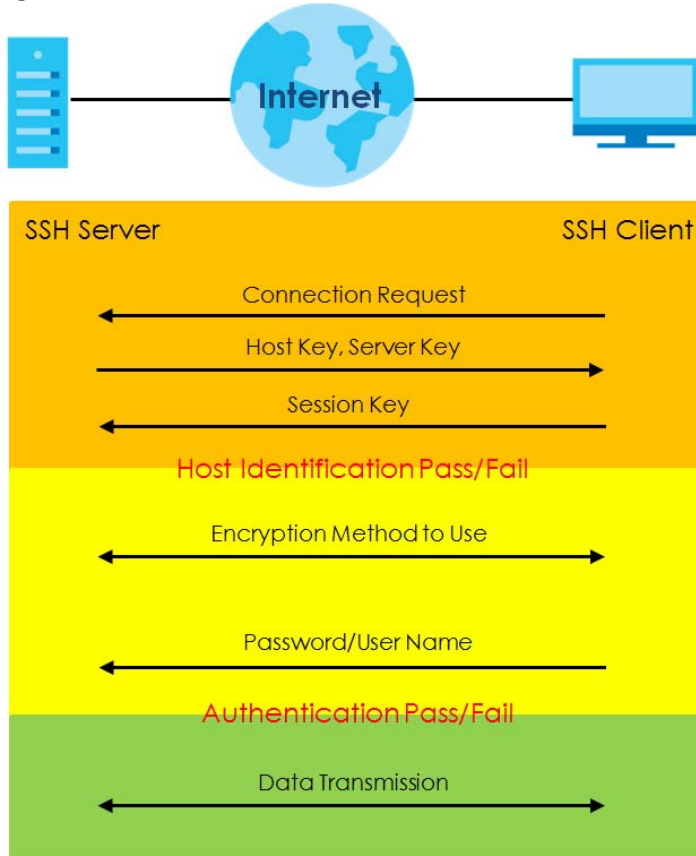 Internet
SSH Server
SSH Client
Connection Request
Host Key, Server Key
Session Key
Host Identification Pass/Fail
Encryption Method to Use
Password/User Name
Authentication Pass/Fail
Data Transmission